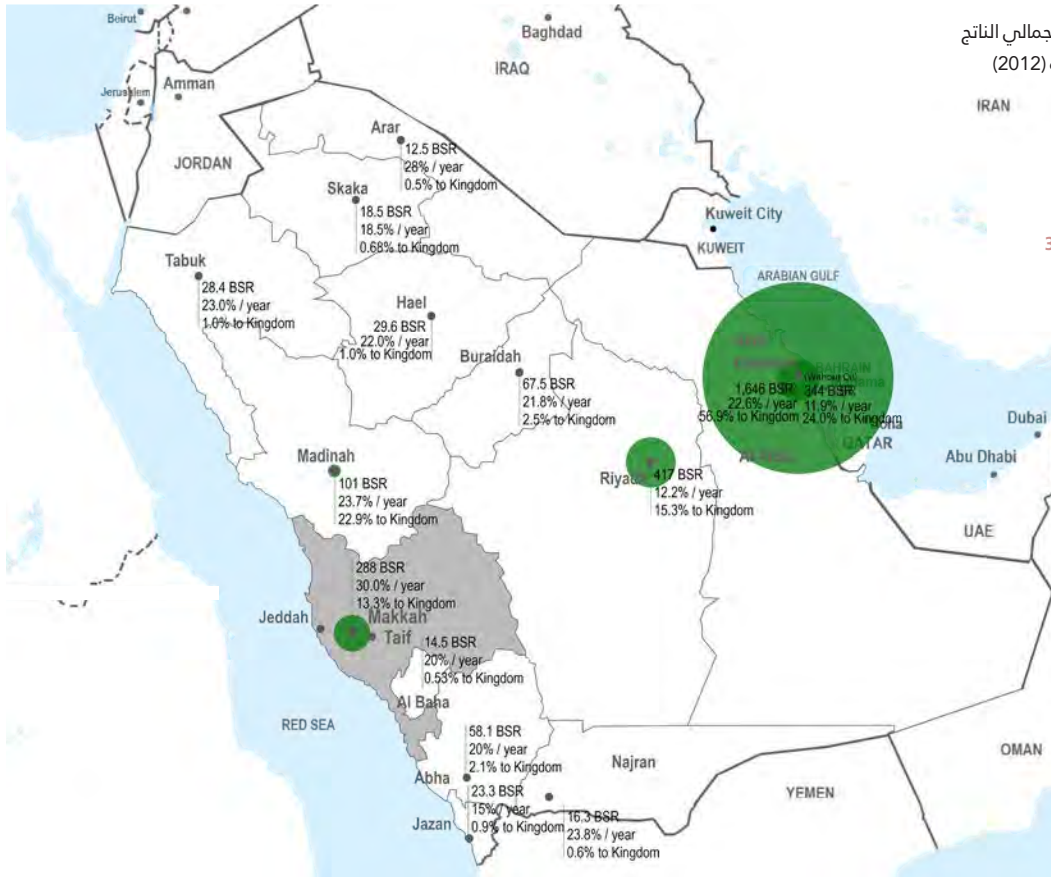 Beirut
Baghdad
جمالي الناتج
(2012)
IRAQ
Amman
Jerusalem
IRAN
Arar
12.5 BSR
28% / year
0.5% to Kingdom
JORDAN
Skaka
18.5 BSR
18.5% / year
0.68% to Kingdom
Kuweit City
KUWEIT
3
Tabuk
28.4 BSR
23.0% / year
1.0% to Kingdom
ARABIAN GULF
Hael
29.6 BSR
22.0% / year
1.0% to Kingdom
Buraidah
67.5 BSR
21.8% / year
2.5% to Kingdom
BAHRAIN
1,646 BSR
22.6% / year
56.9% to Kingdom
344 BSR
11.9% / year
24.0% to Kingdom
QATAR
Dubai
Abu Dhabi
UAE
Madinah
101 BSR
23.7% / year
22.9% to Kingdom
Riyadh
417 BSR
12.2% / year
15.3% to Kingdom
288 BSR
30.0% / year
13.3% to Kingdom
Jeddah
Makkah
Taif
14.5 BSR
20% / year
0.53% to Kingdom
Al Baha
RED SEA
58.1 BSR
20% / year
2.1% to Kingdom
Abha
23.3 BSR
15% / year
0.9% to Kingdom
Jazan
Najran
16.3 BSR
23.8% / year
0.6% to Kingdom
YEMEN
OMAN